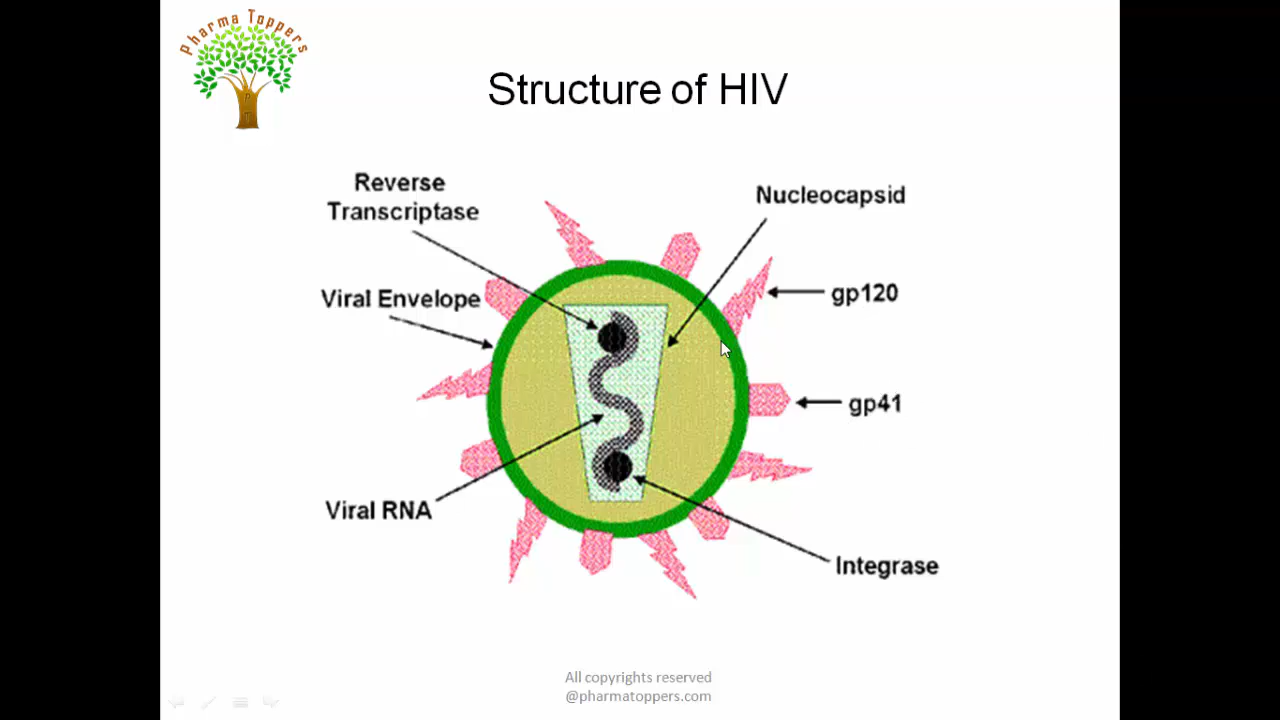 Pharma Toppers
Structure of HIV
Reverse
Transcriptase
Nucleocapsid
Viral Envelope
gp120
gp41
Viral RNA
Integrase
All copyrights reserved
@pharmatoppers.com